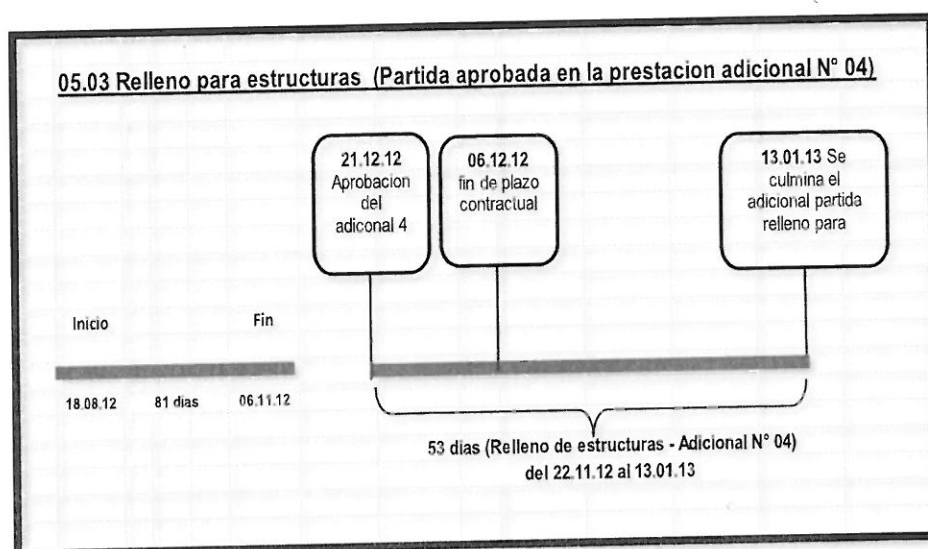 05.03 Relleno para estructuras (Partida aprobada en la prestacion adicional N° 04)
21.12.12
Aprobacion
del
adiconal 4
06.12.12
fin de plazo
contractual
13.01.13 Se
culmina el
adicional partida
relleno para
Inicio
Fin
18.08.12
81 dias
06.11.12
53 dias (Relleno de estructuras - Adicional N° 04)
del 22.11.12 al 13.01.13